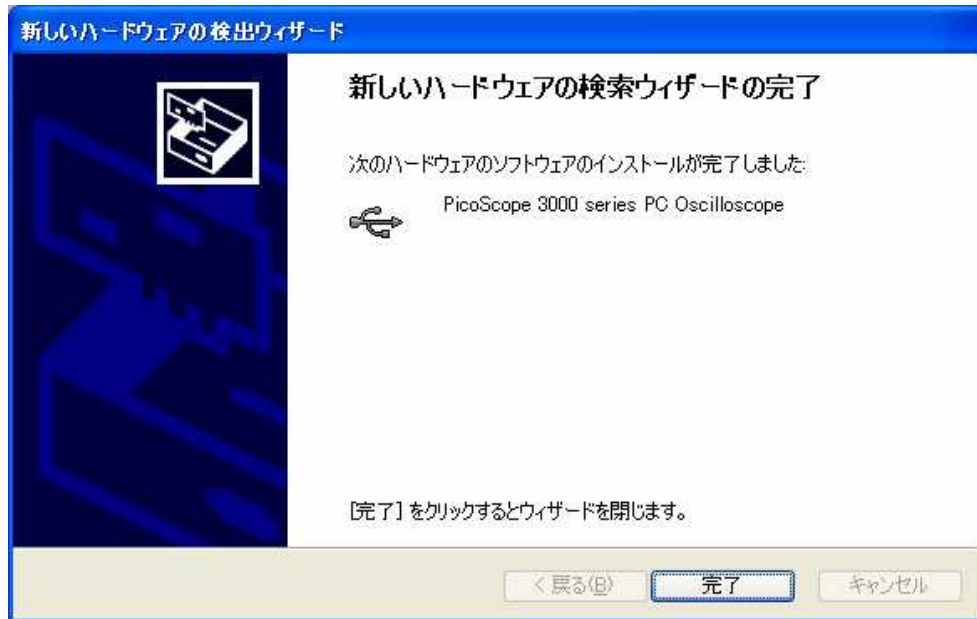 新しいハードウェアの検出ウィザード
新しいハードウェアの検索ウィザードの完了
次のハードウェアのソフトウェアのインストールが完了しました:
PicoScope 3000 series PC Oscilloscope
[完了] をクリックするとウィザードを閉じます。
< 戻る(B)
完了
キャンセル